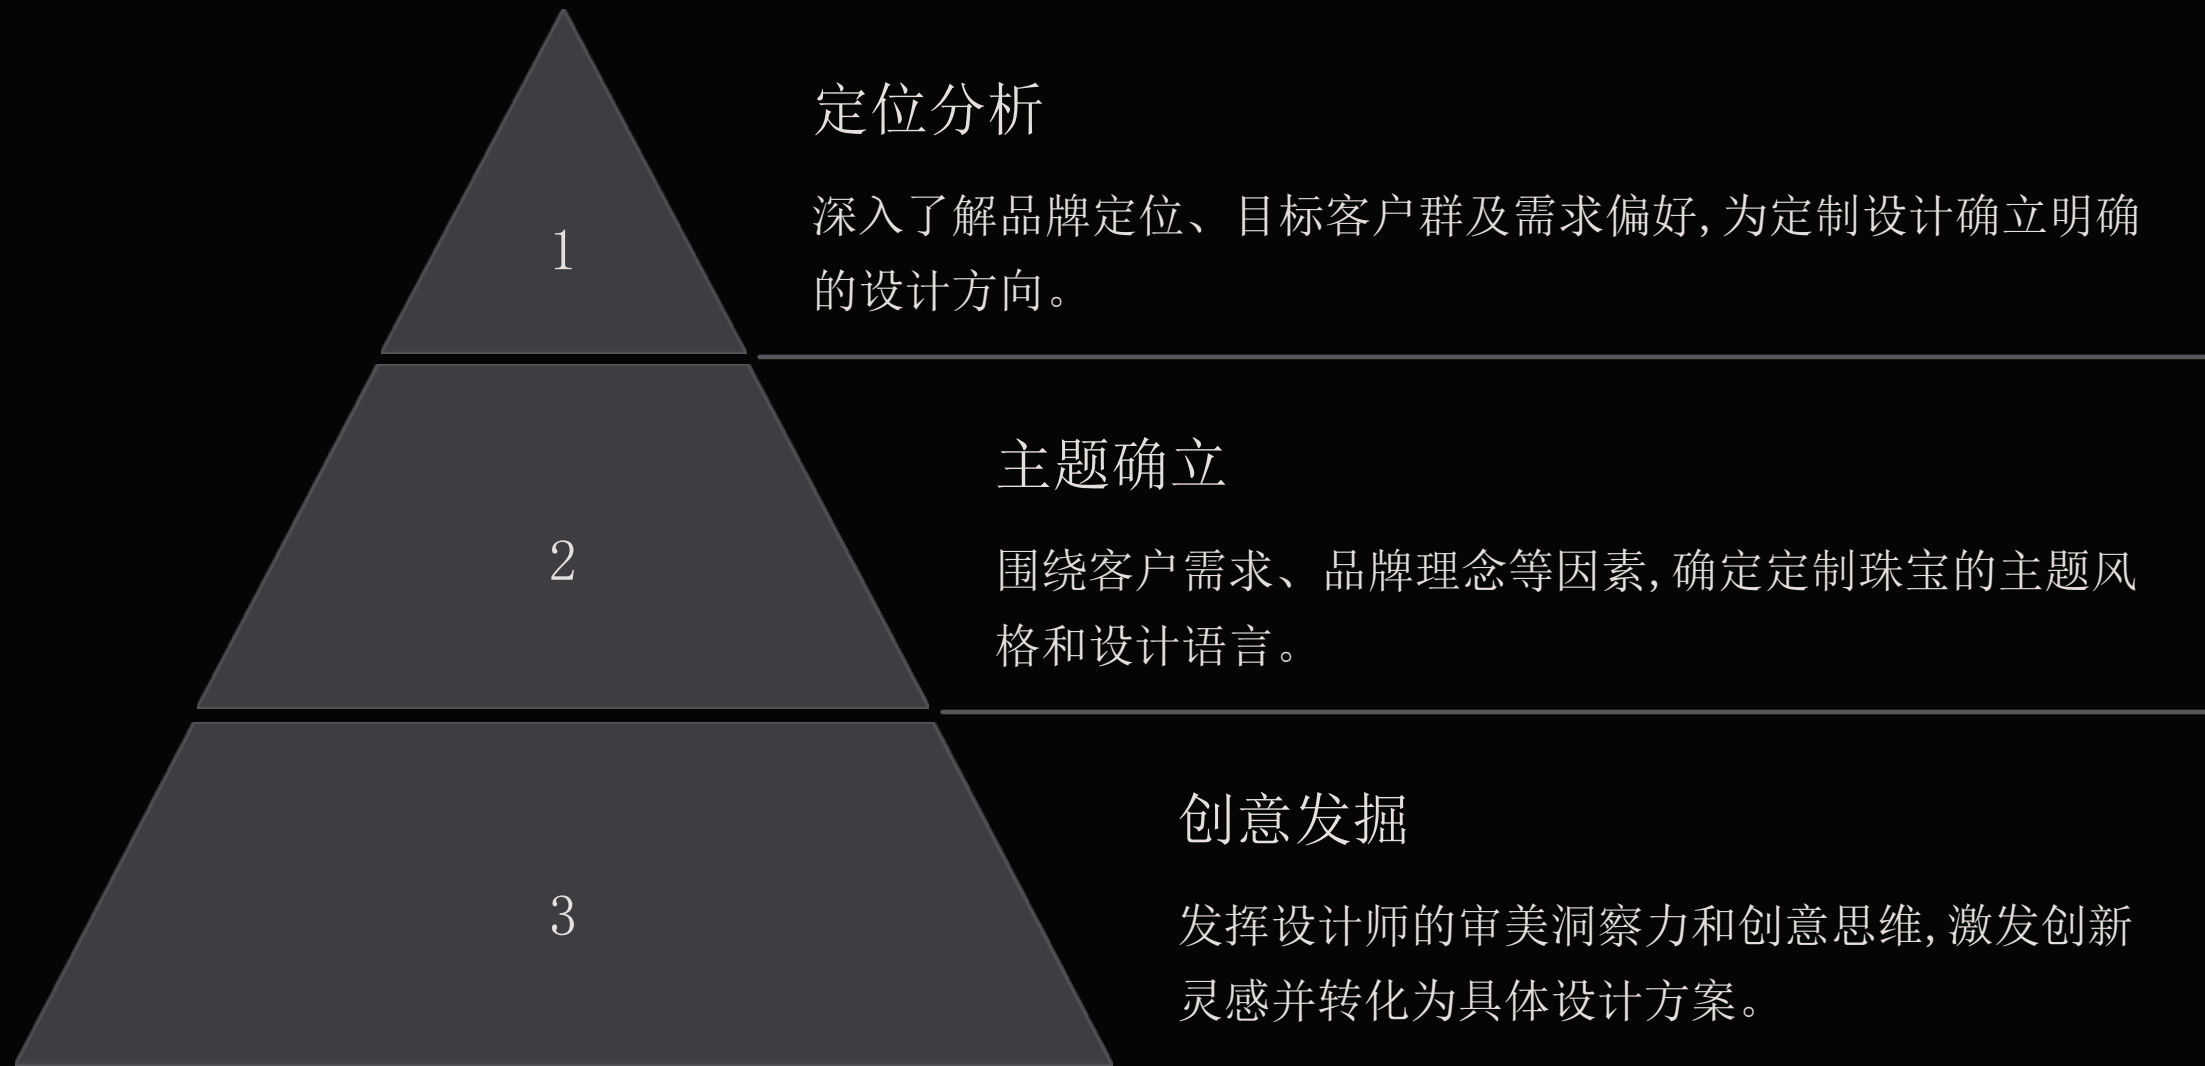 定位分析
深入了解品牌定位、目标客户群及需求偏好,为定制设计确立明确
的设计方向。
1
主题确立
围绕客户需求、品牌理念等因素,确定定制珠宝的主题风
格和设计语言。
2
创意发掘
发挥设计师的审美洞察力和创意思维,激发创新
灵感并转化为具体设计方案。
3